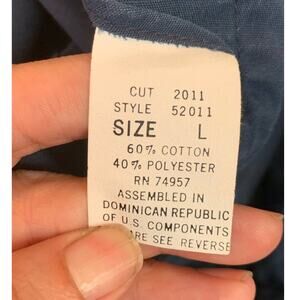 CUT 2011
STYLE 52011
SIZE L
60% COTTON
40% POLYESTER
RN 74957
ASSEMBLED IN
DOMINICAN REPUBLIC
OF U.S. COMPONENTS
SEE REVERSE